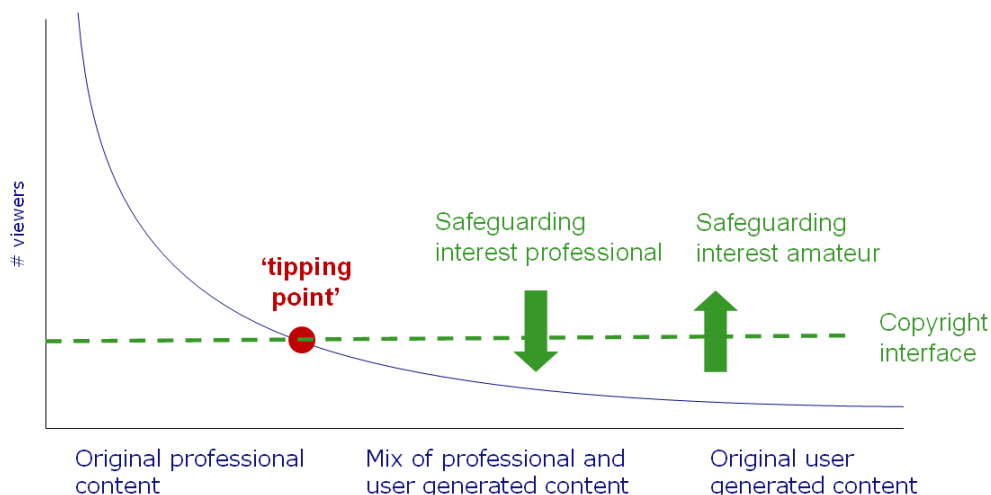 # viewers
Safeguarding
interest professional
Safeguarding
interest amateur
‘tipping
point’
Copyright
interface
Original professional
content
Mix of professional and
user generated content
Original user
generated content